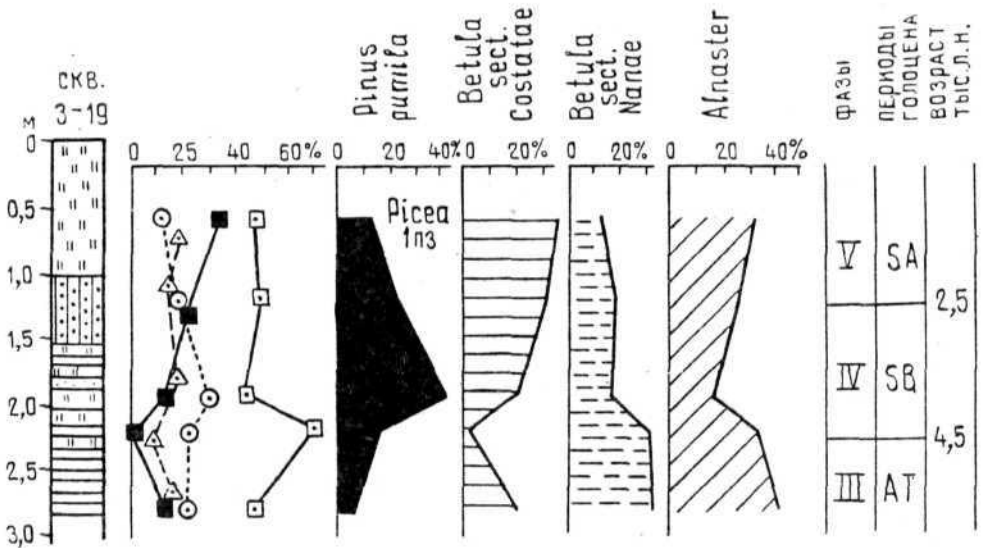 СКВ.
3-19
м
0
0,5
1,0
1,5
2,0
2,5
3,0
0 25 40 60%
Pinus
pumila
0 20 40%
Picea
1пз
Betula
sect.
Costatae
0 20%
Betula
sect.
Nanae
0 20%
Alnaster
0 20 40%
ФАЗЫ
ПЕРИОДЫ
ГОЛОЦЕНА
ВОЗРАСТ
ТЫС.Л.Н.
V SA
2,5
IV SB
4,5
III AT